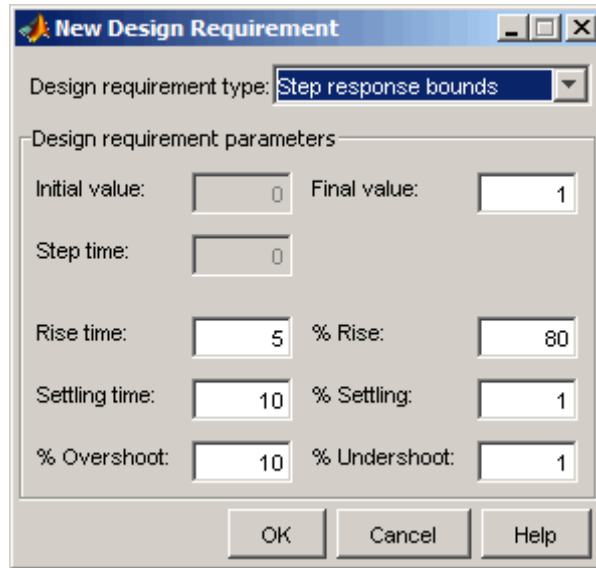 New Design Requirement
Design requirement type: Step response bounds
Design requirement parameters
Initial value: 0 Final value: 1
Step time: 0
Rise time: 5 % Rise: 80
Settling time: 10 % Settling: 1
% Overshoot: 10 % Undershoot: 1
OK Cancel Help